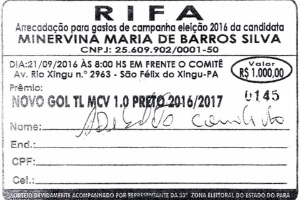 RIFA
Arrecadação para gastos de campanha eleição 2016 da candidata
MINERVINA MARIA DE BARROS SILVA
CNPJ: 25.609.902/0001-50
DIA:21/09/2016 ÀS 8:00 HS EM FRENTE O COMITÊ
Av. Rio Xingu n.º 2963 - São Félix do Xingu-PA
Valor
R$ 1.000,00
Prêmio:
NOVO GOL TL MCV 1.0 PRETO 2016/2017
0145
Nome:
End:
CPF:
Cel.:
SORTEIO DEVIDAMENTE ACOMPANHADO POR REPRESENTANTE DA 53ª ZONA ELEITORAL DO ESTADO DO PARÁ